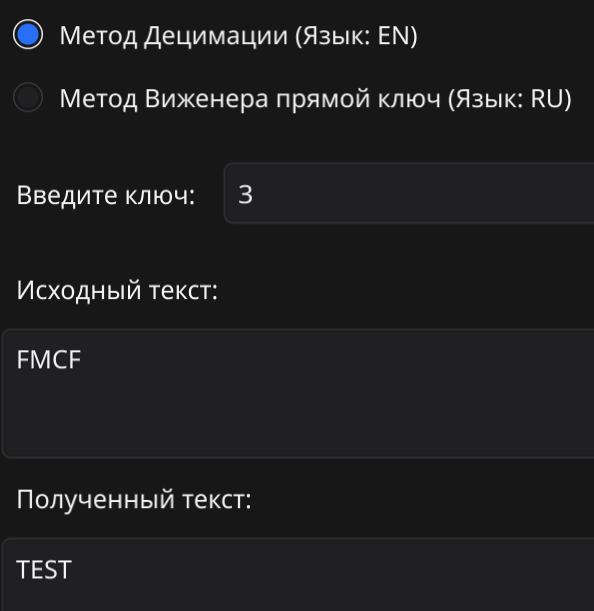 Метод Децимации (Язык: EN)
Метод Виженера прямой ключ (Язык: RU)
Введите ключ: 3
Исходный текст:
FMCF
Полученный текст:
TEST